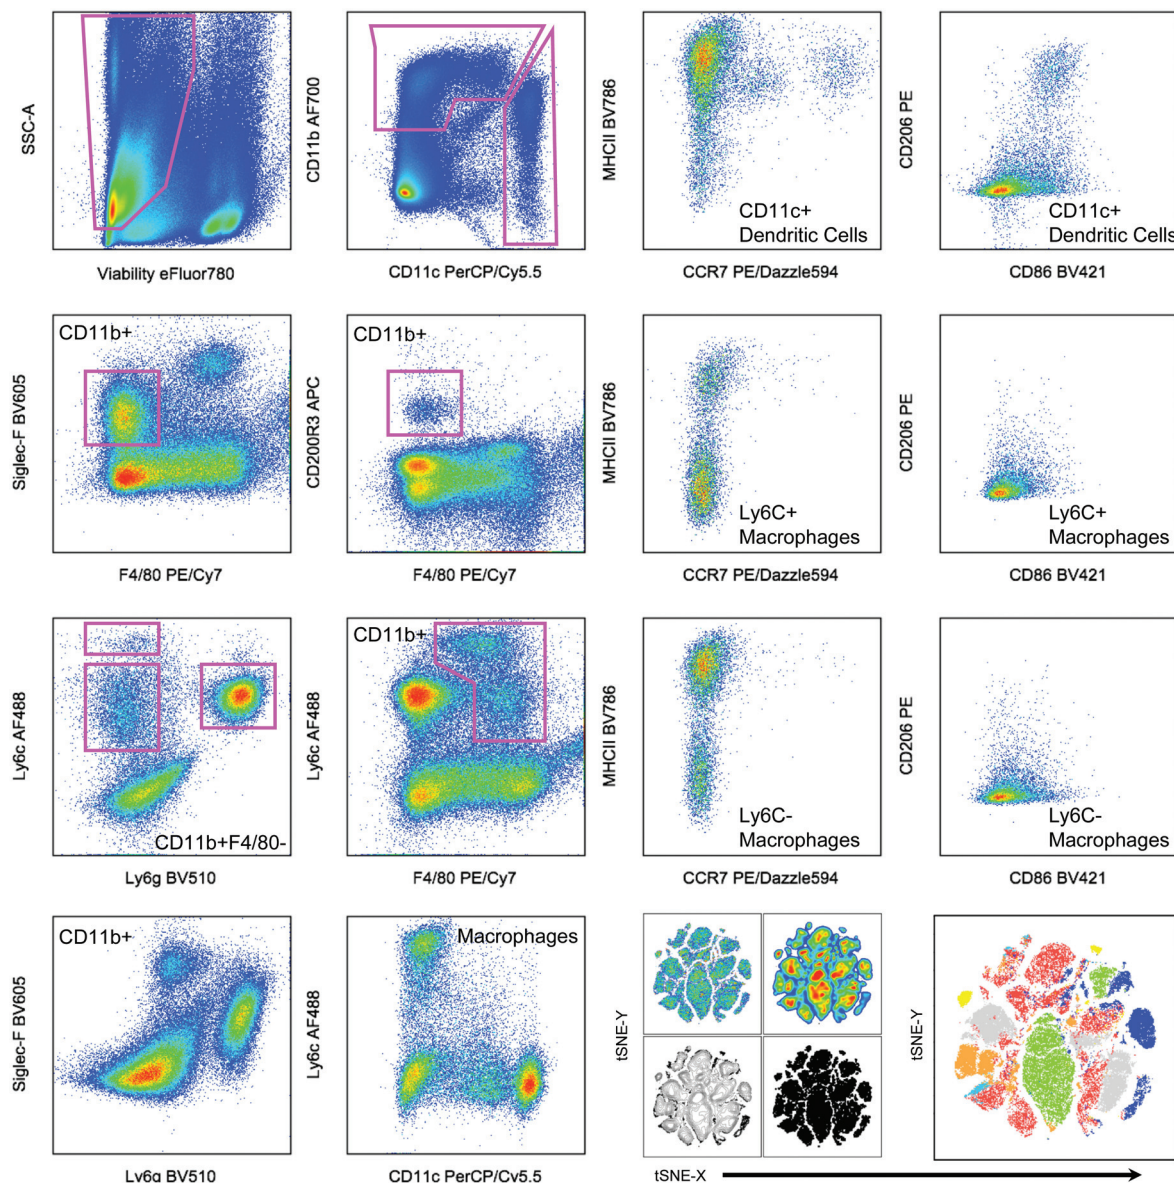 SSC-A
Viability eFluor780
CD11b AF700
CD11c PerCP/Cy5.5
MHCII BV786
CD11c+
Dendritic Cells
CCR7 PE/Dazzle594
CD206 PE
CD11c+
Dendritic Cells
CD86 BV421
Siglec-F BV605
CD11b+
F4/80 PE/Cy7
CD200R3 APC
CD11b+
F4/80 PE/Cy7
MHCII BV786
Ly6C+
Macrophages
CCR7 PE/Dazzle594
CD206 PE
Ly6C+
Macrophages
CD86 BV421
Ly6c AF488
CD11b+F4/80-
Ly6g BV510
Ly6c AF488
CD11b+
F4/80 PE/Cy7
MHCII BV786
Ly6C-
Macrophages
CCR7 PE/Dazzle594
CD206 PE
Ly6C-
Macrophages
CD86 BV421
Siglec-F BV605
CD11b+
Ly6g BV510
Ly6c AF488
Macrophages
CD11c PerCP/Cy5.5
tSNE-Y
tSNE-X
tSNE-Y